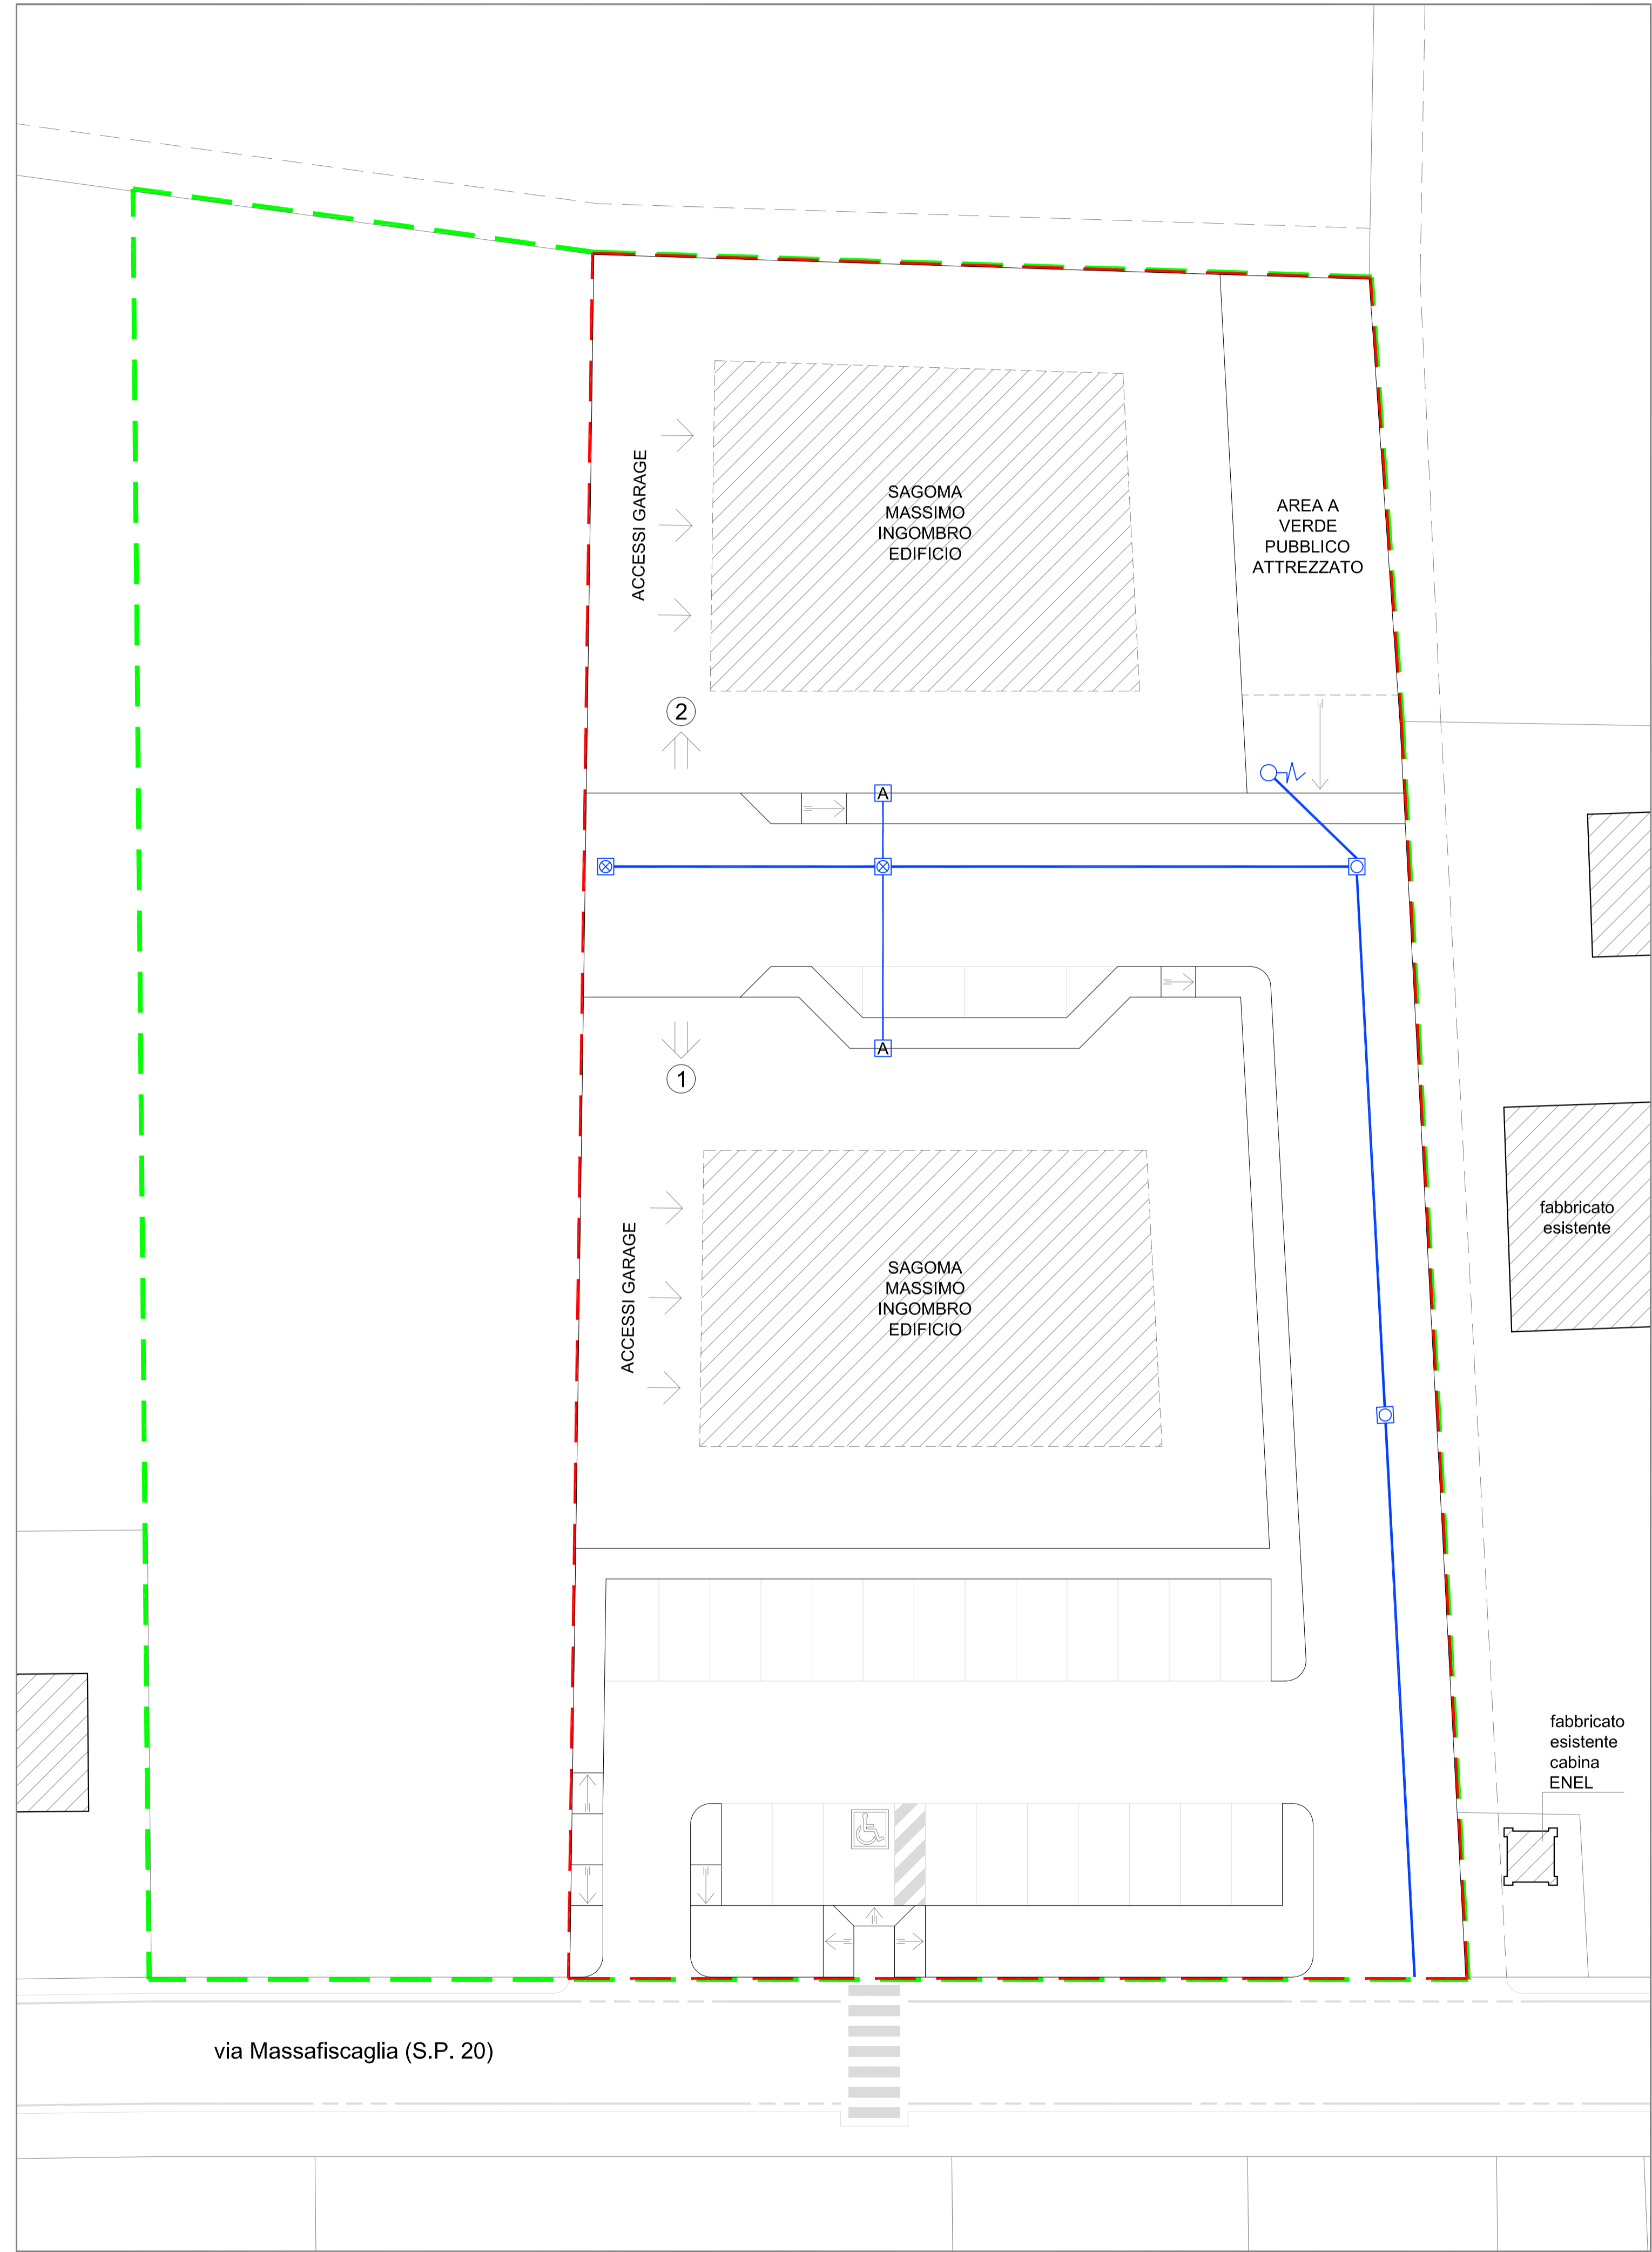 ACCESSI GARAGE
SAGOMA
MASSIMO
INGOMBRO
EDIFICIO
AREA A
VERDE
PUBBLICO
ATTREZZATO
2
A
A
1
ACCESSI GARAGE
SAGOMA
MASSIMO
INGOMBRO
EDIFICIO
fabbricato
esistente
fabbricato
esistente
cabina
ENEL
via Massafiscaglia (S.P. 20)